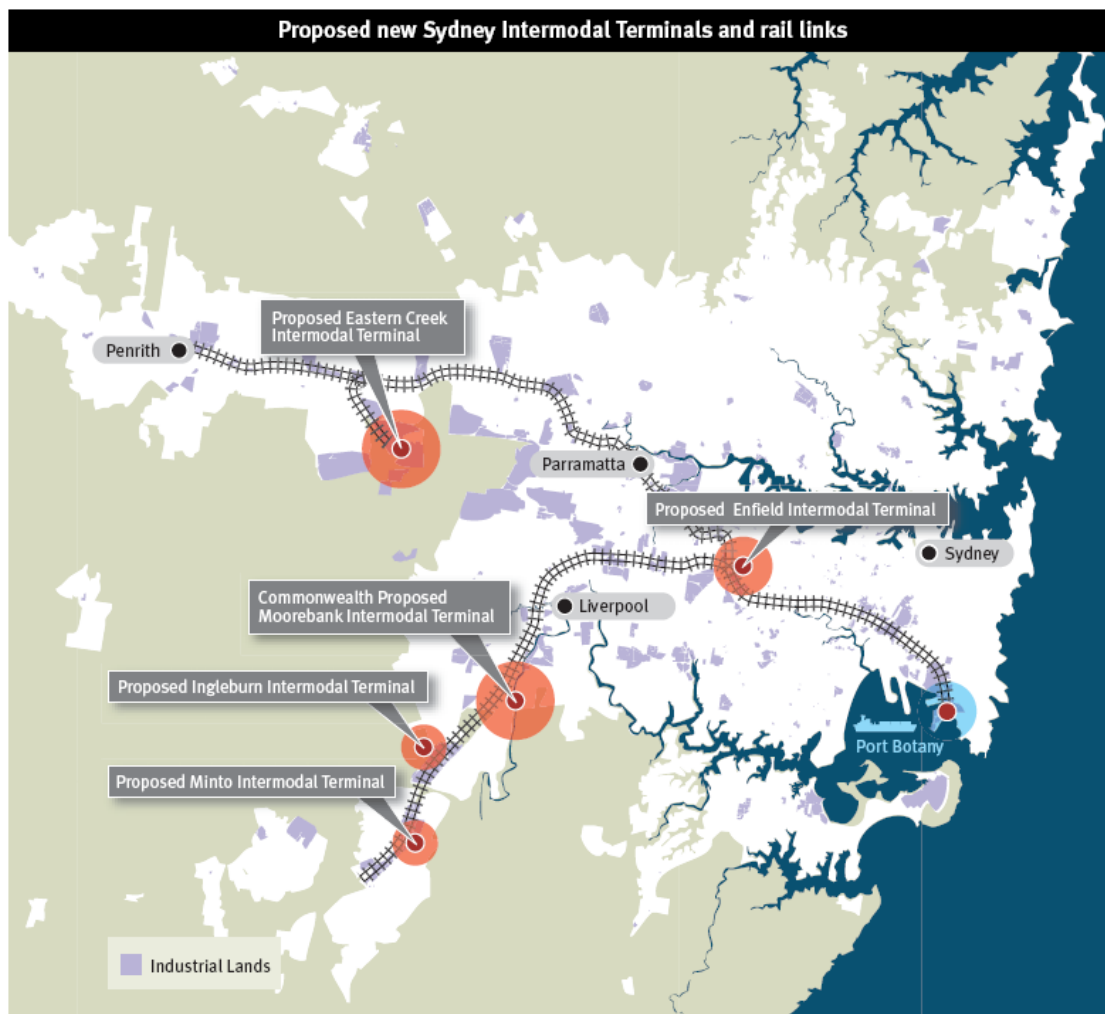 Proposed new Sydney Intermodal Terminals and rail links
Proposed Eastern Creek
Intermodal Terminal
Penrith
Parramatta
Proposed Enfield Intermodal Terminal
Sydney
Commonwealth Proposed
Moorebank Intermodal Terminal
Liverpool
Proposed Ingleburn Intermodal Terminal
Port Botany
Proposed Minto Intermodal Terminal
Industrial Lands